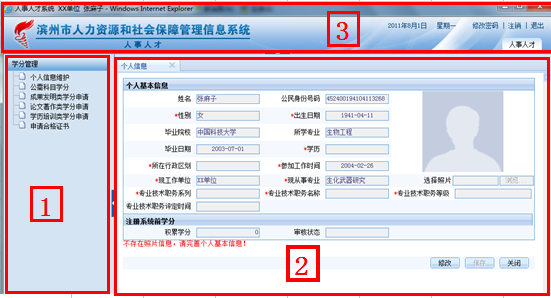 人事人才 XX单位 张麻子 - Windows Internet Explorer
滨州市人力资源和社会保障管理信息系统
人事人才
3
2011年8月1日 星期一 修改密码 | 注销 | 退出
人事人才
学分管理
个人信息维护
公需科目学分
成果发明类学分申请
论文著作类学分申请
学历培训类学分申请
申请合格证书
1
个人信息
个人基本信息
姓名 张麻子 公民身份号码 452400194104113288
*性别 女 *出生日期 1941-04-11
毕业院校 中国科技大学 所学专业 生物工程
毕业日期 2003-07-01 *学历
*所在行政区划 *参加工作时间 2004-02-26
*现工作单位 XX单位 *现从事专业 生化武器研究 选择照片 浏览
*专业技术职务系列 *专业技术职务名称 *专业技术职务等级
专业技术职务评定时间
注册系统前学分
积累学分 0 审核状态
不存在照片信息，请完善个人基本信息！
2
修改 保存 关闭